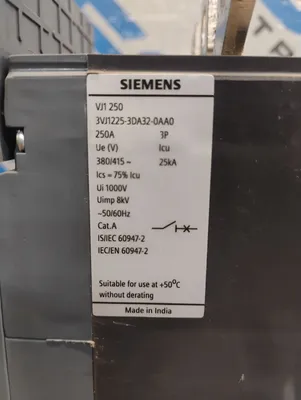 SIEMENS
VJ1 250
3VJ1225-3DA32-0AA0
250A 3P
Ue (V) Icu
380/415 ~ 25kA
Ics = 75% Icu
Ui 1000V
Uimp 8kV
~50/60Hz
Cat.A
IS/IEC 60947-2
IEC/EN 60947-2
Suitable for use at +50°C
without derating
Made in India